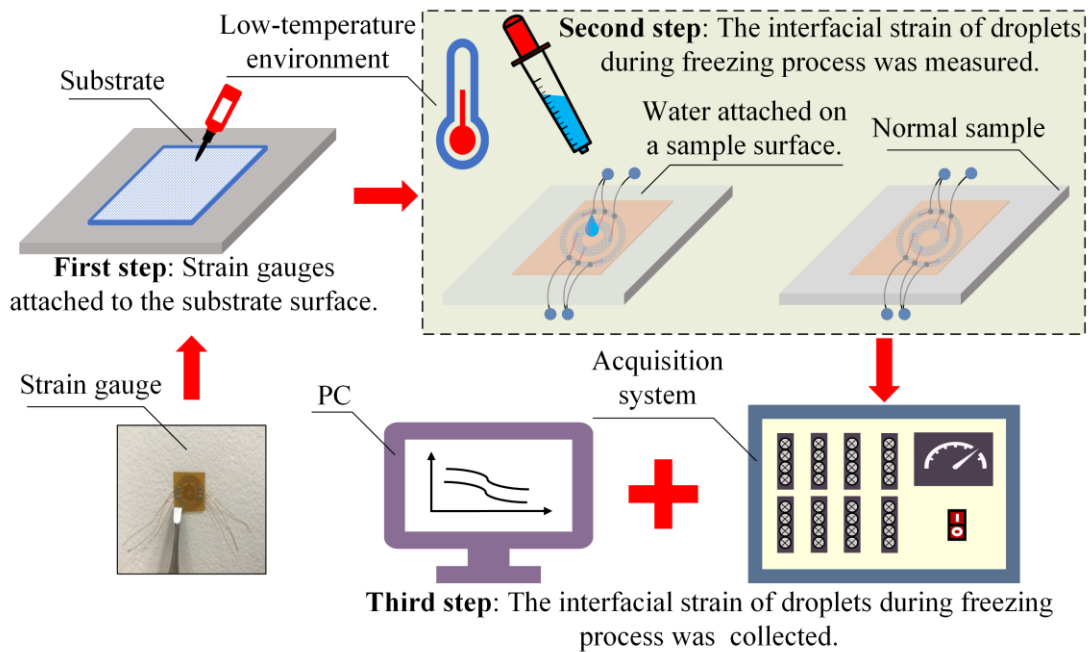 Low-temperature
environment
Substrate
First step: Strain gauges
attached to the substrate surface.
Second step: The interfacial strain of droplets
during freezing process was measured.
Water attached on
a sample surface.
Normal sample
Strain gauge
PC
Acquisition
system
Third step: The interfacial strain of droplets during freezing
process was collected.